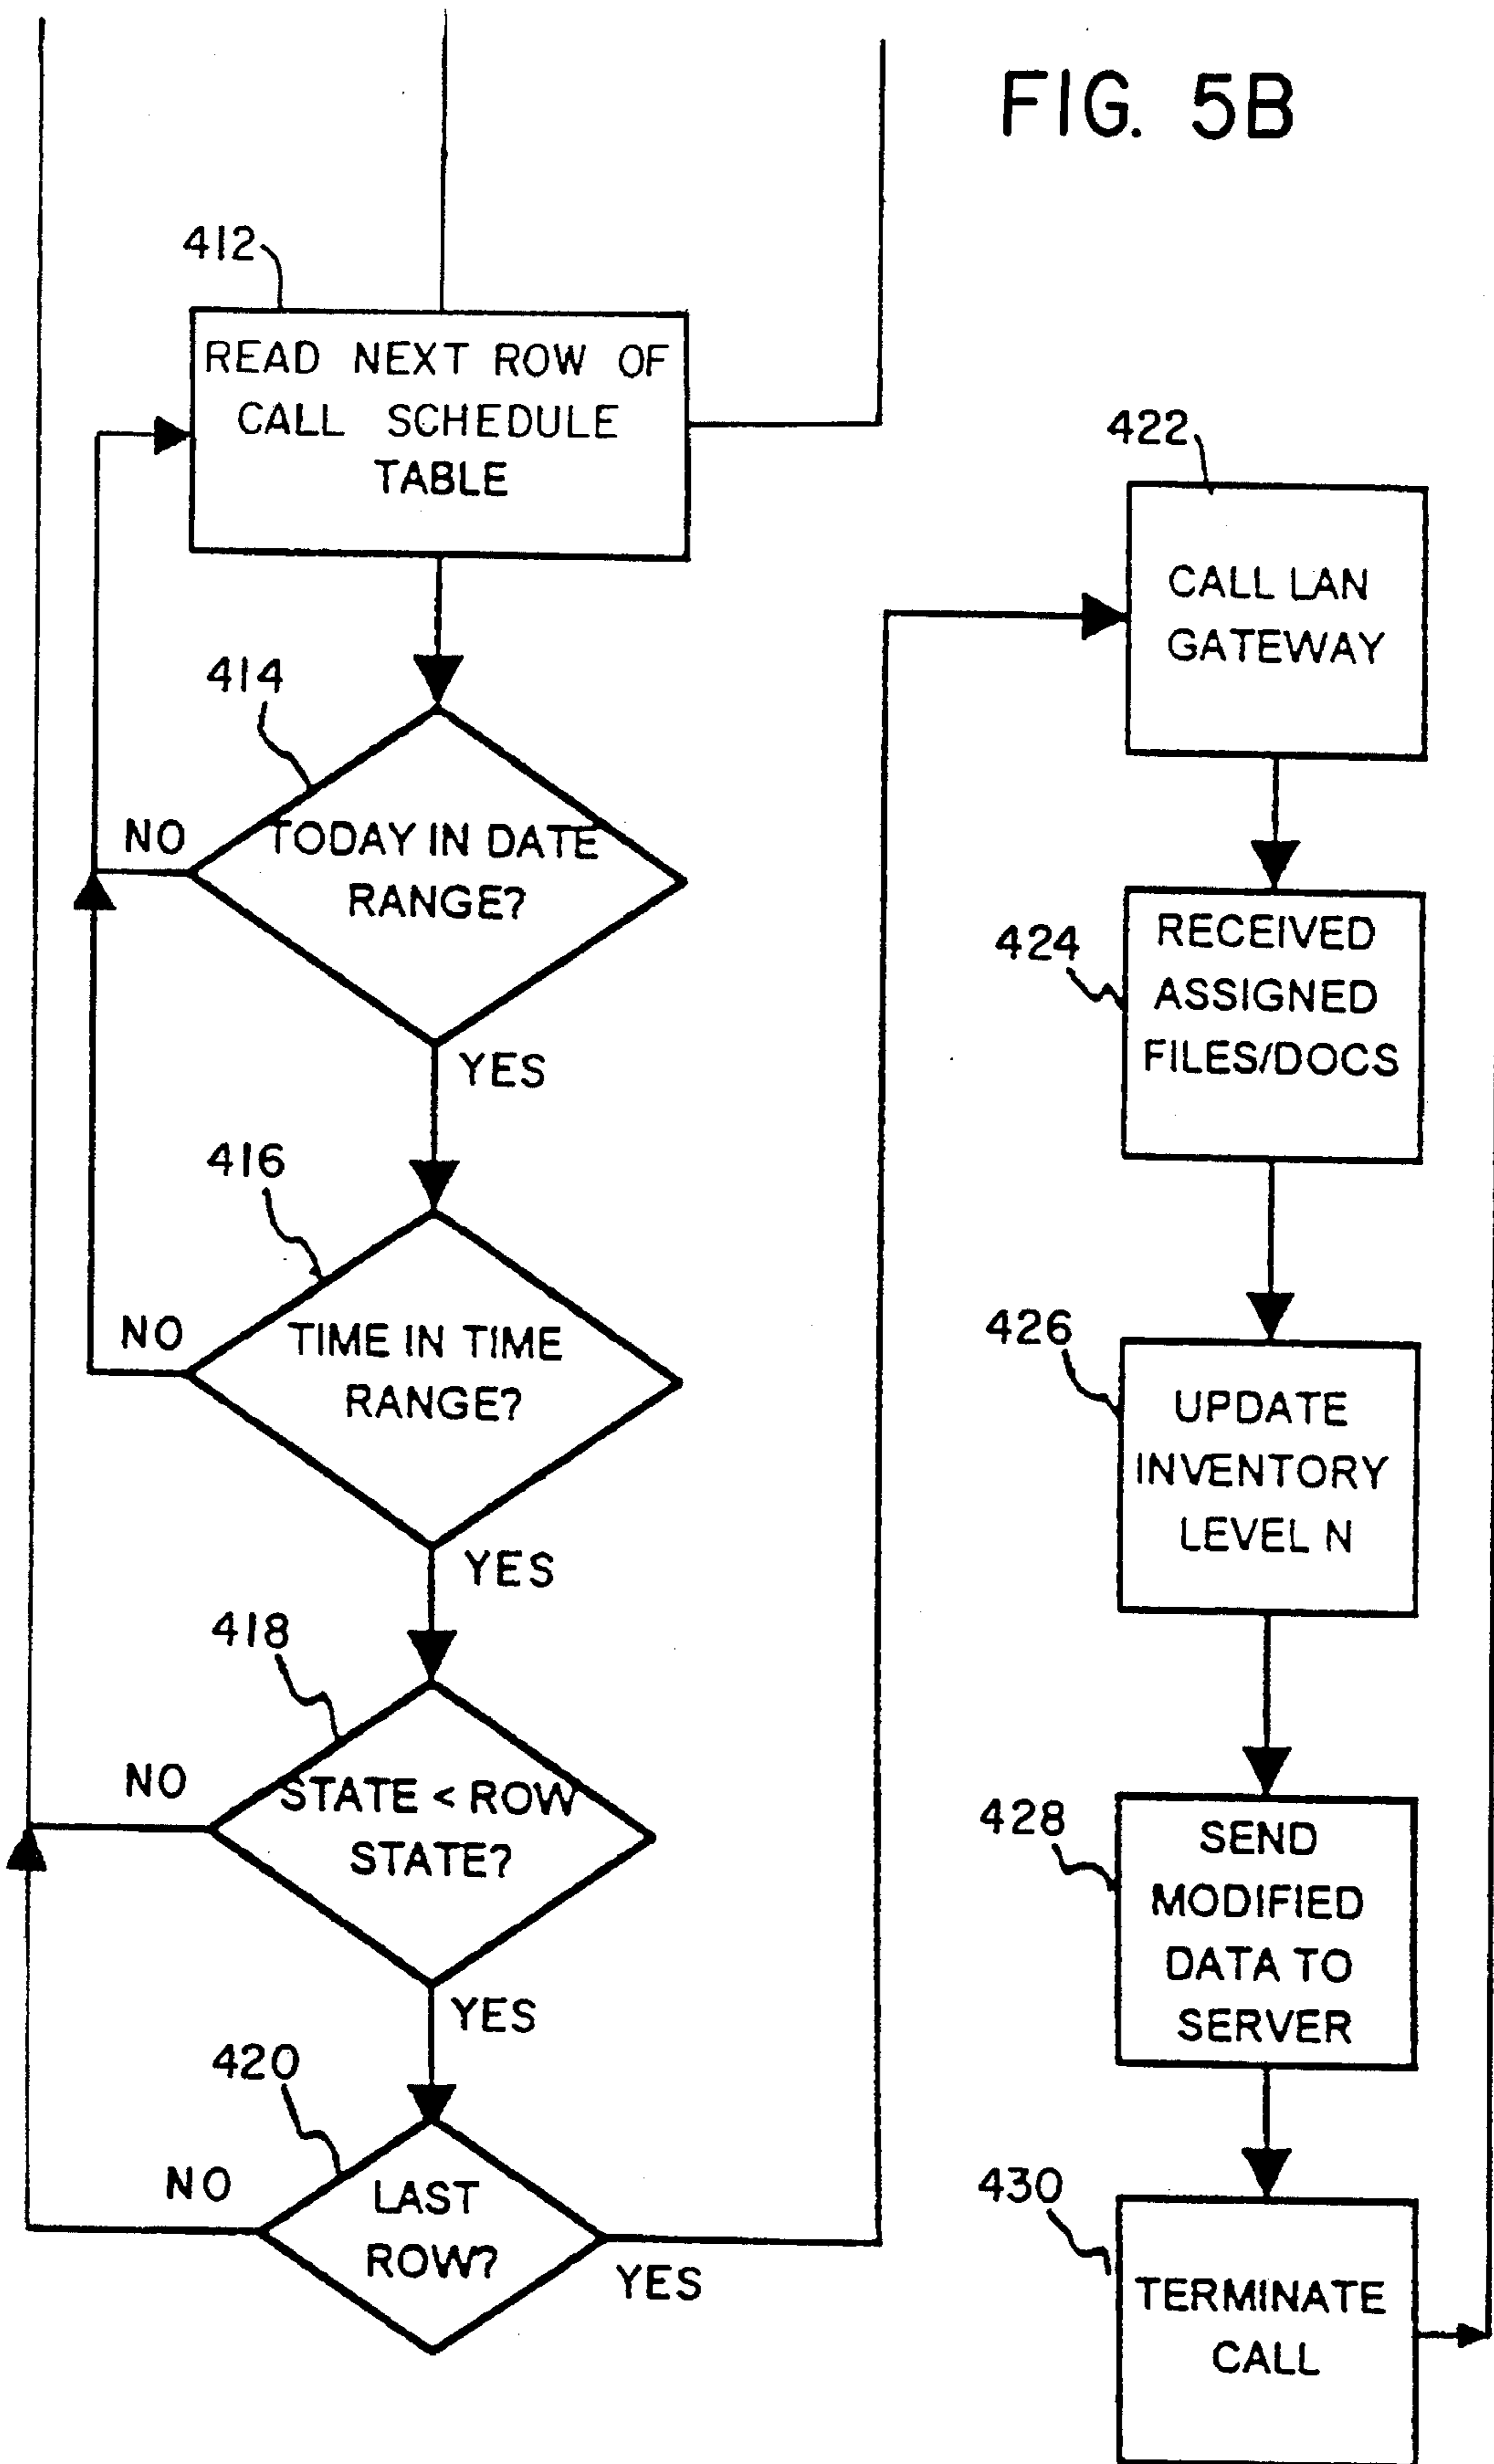 FIG. 5B
412
READ NEXT ROW OF
CALL SCHEDULE
TABLE
414
NO
TODAY IN DATE
RANGE?
YES
416
NO
TIME IN TIME
RANGE?
YES
418
NO
STATE < ROW
STATE?
YES
420
NO
LAST
ROW?
YES
422
CALL LAN
GATEWAY
424
RECEIVED
ASSIGNED
FILES/DOCS
426
UPDATE
INVENTORY
LEVEL N
428
SEND
MODIFIED
DATA TO
SERVER
430
TERMINATE
CALL